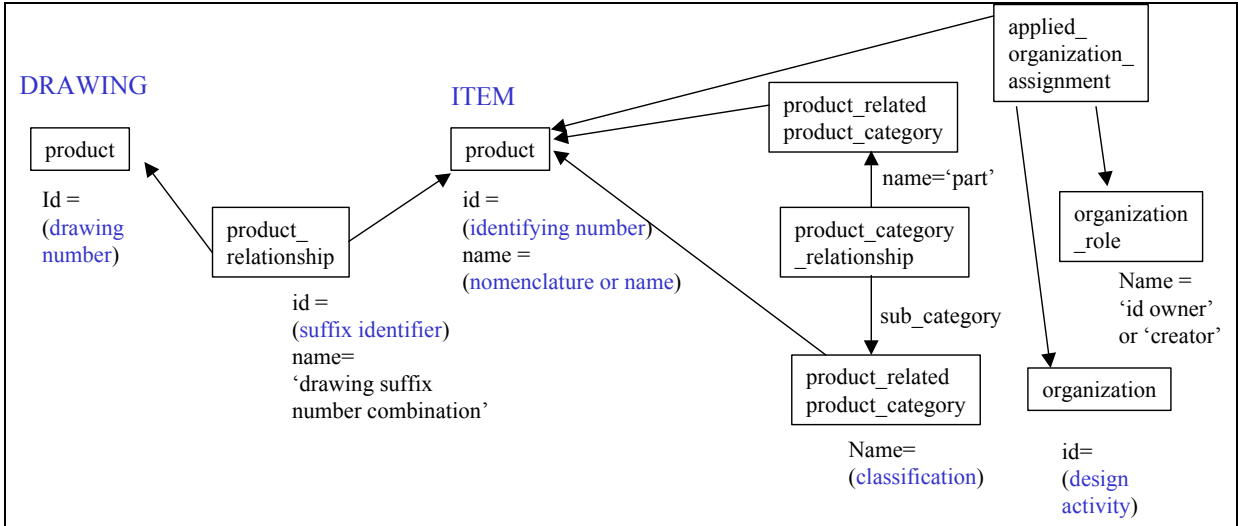 DRAWING
product
Id =
(drawing
number)
product_
relationship
id =
(suffix identifier)
name=
‘drawing suffix
number combination’
ITEM
product
id =
(identifying number)
name =
(nomenclature or name)
product_related
product_category
name=‘part’
product_category
_relationship
sub_category
product_related
product_category
Name=
(classification)
applied_
organization_
assignment
organization
_role
Name =
‘id owner’
or ‘creator’
organization
id=
(design
activity)